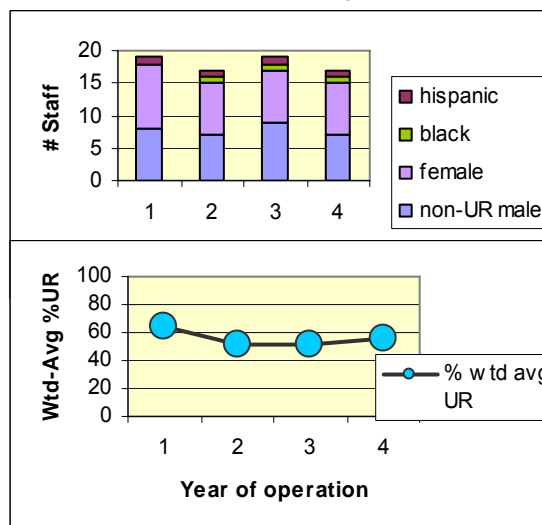 20
15
10
5
0
# Staff
1 2 3 4
hispanic
black
female
non-UR male
100
80
60
40
20
0
Wtd-Avg %UR
1 2 3 4
% wtd avg
UR
Year of operation